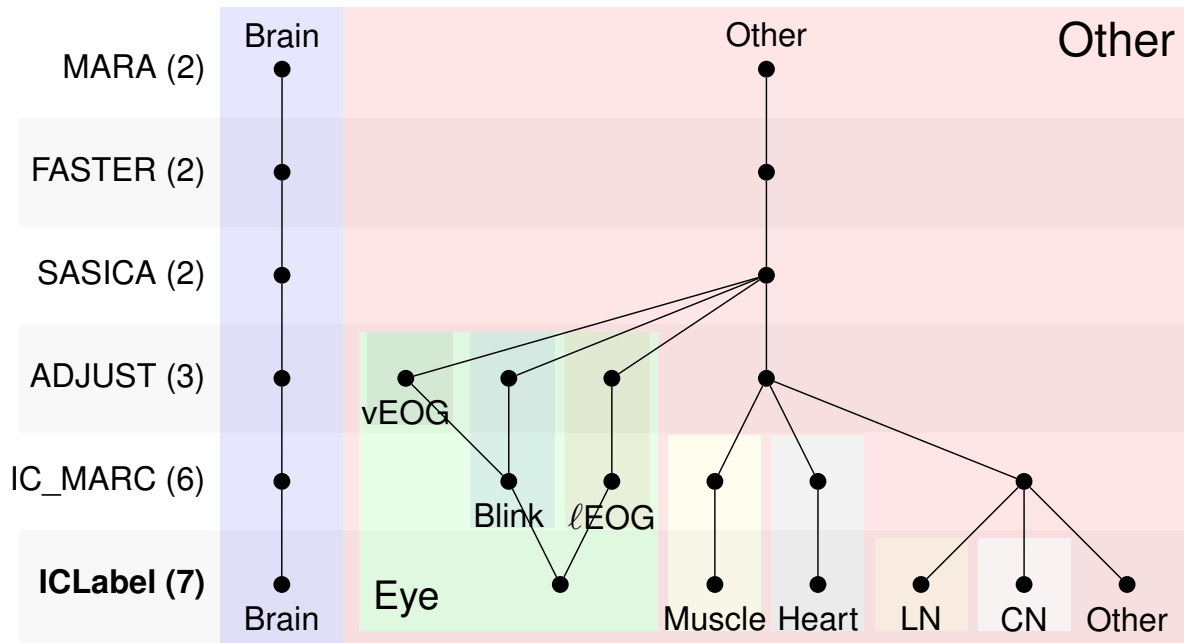 Brain
Other
Other
MARA (2)
FASTER (2)
SASICA (2)
ADJUST (3)
vEOG
IC_MARC (6)
Blink
ℓEOG
ICLabel (7)
Eye
Brain
Muscle
Heart
LN
CN
Other